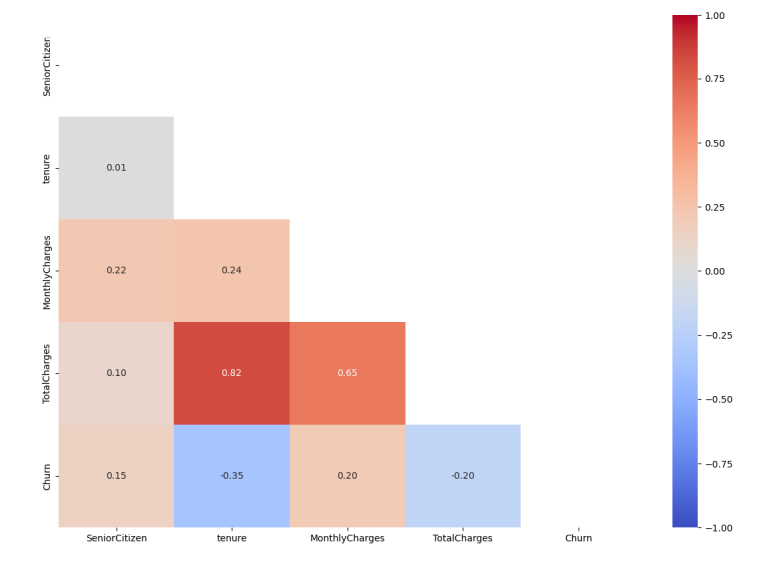 1.00
SeniorCitizen
0.75
0.50
tenure
0.01
0.25
MonthlyCharges
0.22
0.24
0.00
−0.25
TotalCharges
0.10
0.82
0.65
−0.50
Churn
0.15
-0.35
0.20
-0.20
−0.75
−1.00
SeniorCitizen
tenure
MonthlyCharges
TotalCharges
Churn